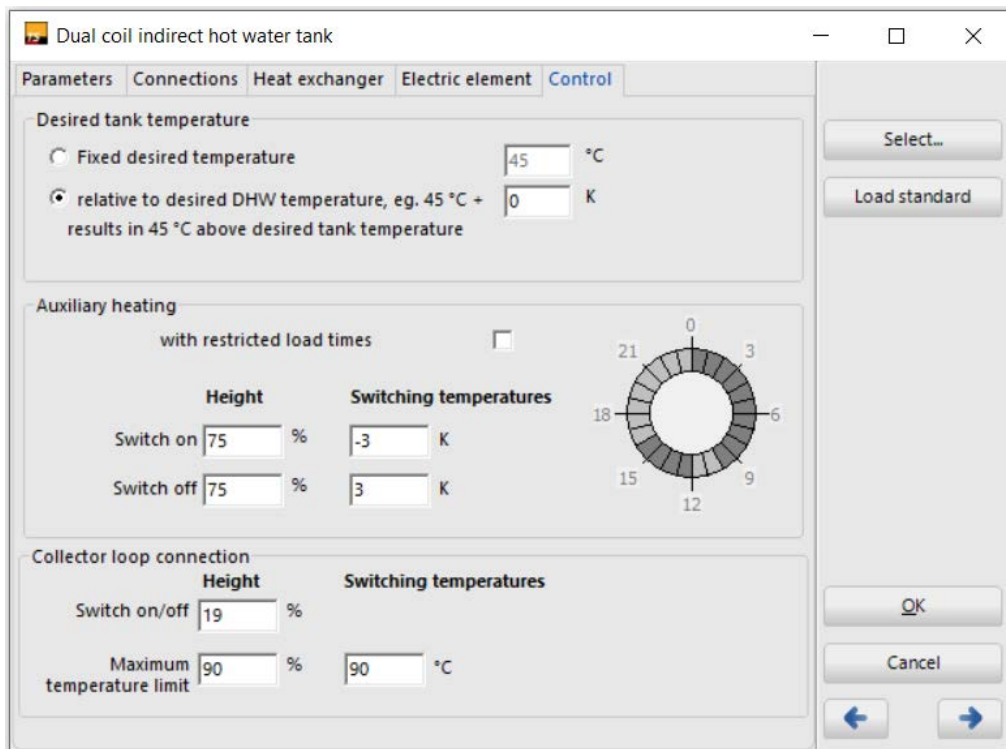 Dual coil indirect hot water tank
Parameters Connections Heat exchanger Electric element Control
Desired tank temperature
Fixed desired temperature 45 °C
relative to desired DHW temperature, eg. 45 °C + 0 K
results in 45 °C above desired tank temperature
Select...
Load standard
Auxiliary heating
with restricted load times
Height Switching temperatures
Switch on 75 % -3 K
Switch off 75 % 3 K
0
3
6
9
12
15
18
21
Collector loop connection
Height Switching temperatures
Switch on/off 19 %
Maximum
temperature limit 90 % 90 °C
OK
Cancel